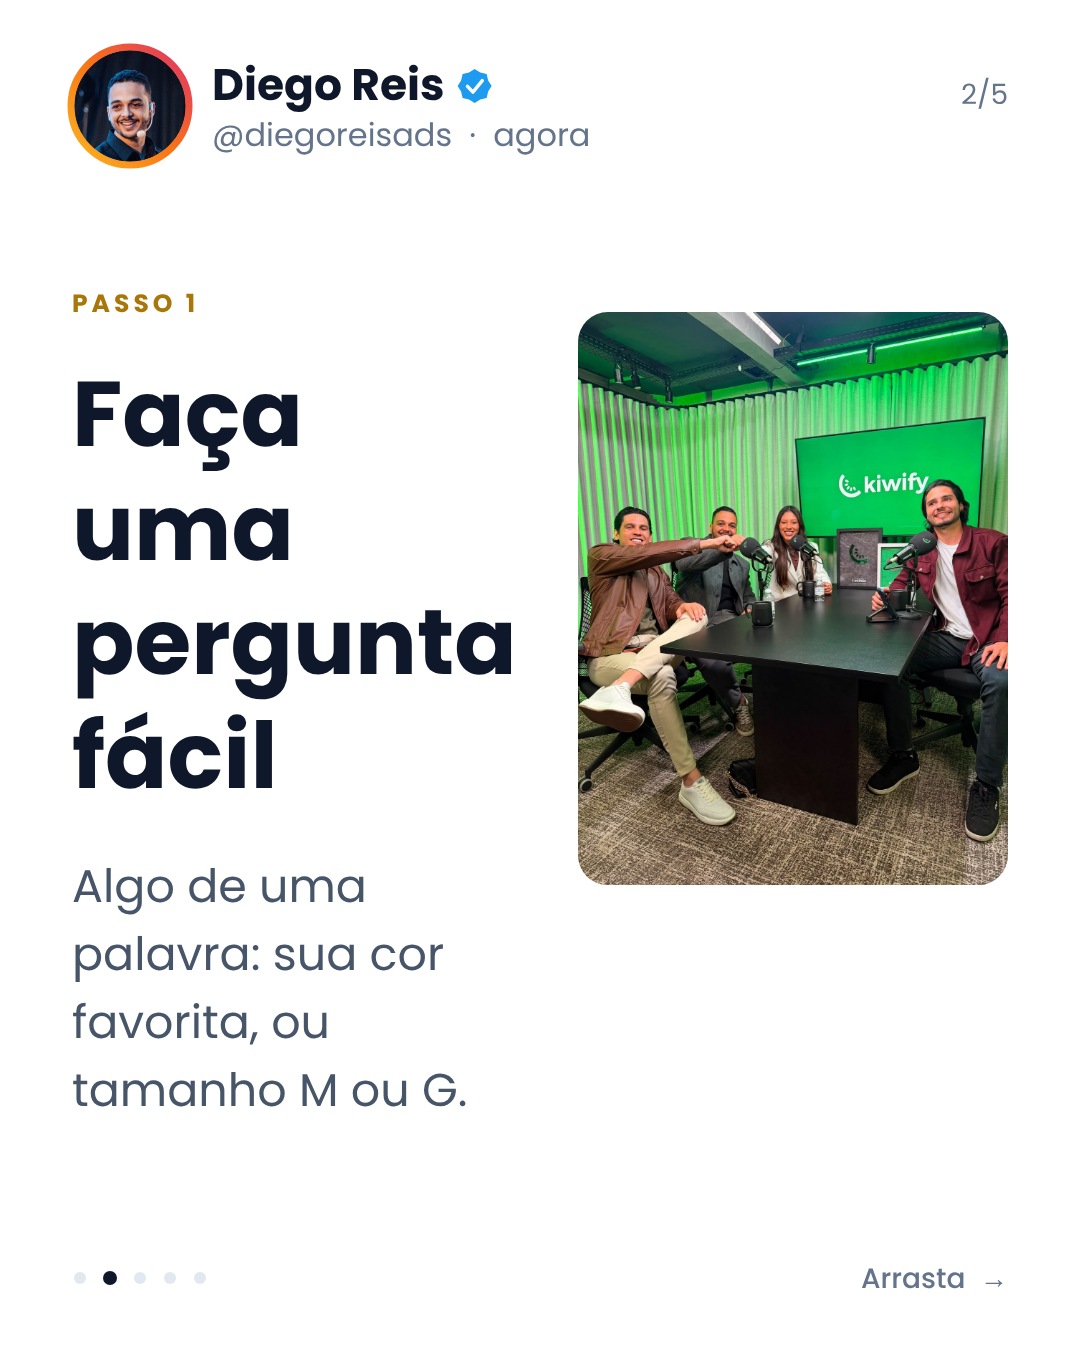 Diego Reis
@diegoreisads · agora
2/5
PASSO 1
Faça
uma
pergunta
fácil
Algo de uma
palavra: sua cor
favorita, ou
tamanho M ou G.
kiwify
Arrasta →